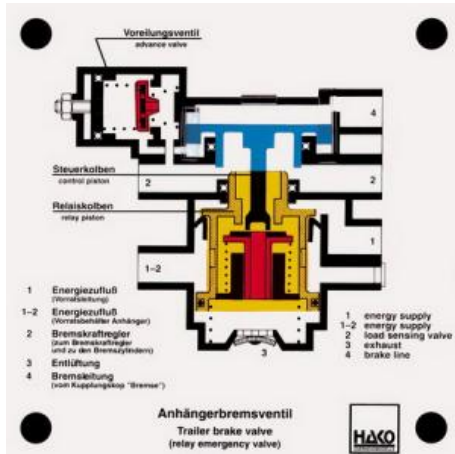 Voreilungsventil
advance valve
4
Steuerkolben
control piston
2
2
Relaiskolben
relay piston
1
1–2
1 Energiezufluß
(Vorratsleitung)
1–2 Energiezufluß
(Vorratsbehälter Anhänger)
2 Bremskraftregler
(zum Bremskraftregler
und zu den Bremszylindern)
3 Entlüftung
4 Bremsleitung
(vom Kupplungskop "Bremse")
3
1 energy supply
1–2 energy supply
2 load sensing valve
3 exhaust
4 brake line
Anhängerbremsventil
Trailer brake valve
(relay emergency valve)
HAKO